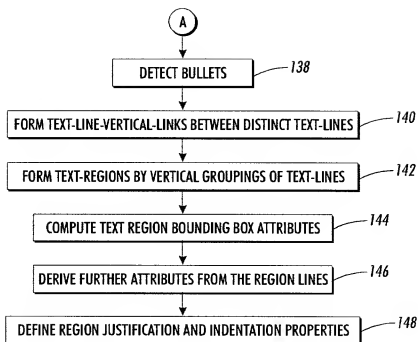 A
DETECT BULLETS 138
FORM TEXT-LINE-VERTICAL-LINKS BETWEEN DISTINCT TEXT-LINES 140
FORM TEXT-REGIONS BY VERTICAL GROUPINGS OF TEXT-LINES 142
COMPUTE TEXT REGION BOUNDING BOX ATTRIBUTES 144
DERIVE FURTHER ATTRIBUTES FROM THE REGION LINES 146
DEFINE REGION JUSTIFICATION AND INDENTATION PROPERTIES 148